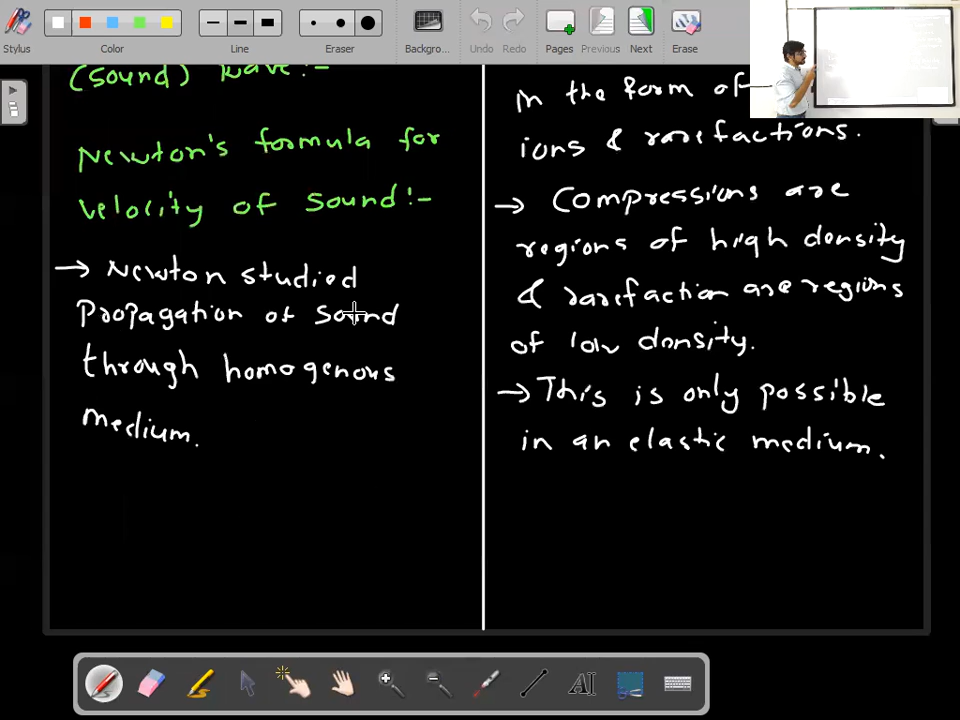 Stylus
Color
Line
Eraser
Backgro...
Undo
Redo
Pages
Previous
Next
Erase
(sound) wave :-
Newton's formula for
velocity of sound :-
→ Newton studied
Propagation of sound
through homogenous
medium.
in the form of
ions & rarefactions.
→ Compressions are
regions of high density
& rarefaction are regions
of low density.
→ This is only possible
in an elastic medium.
AI